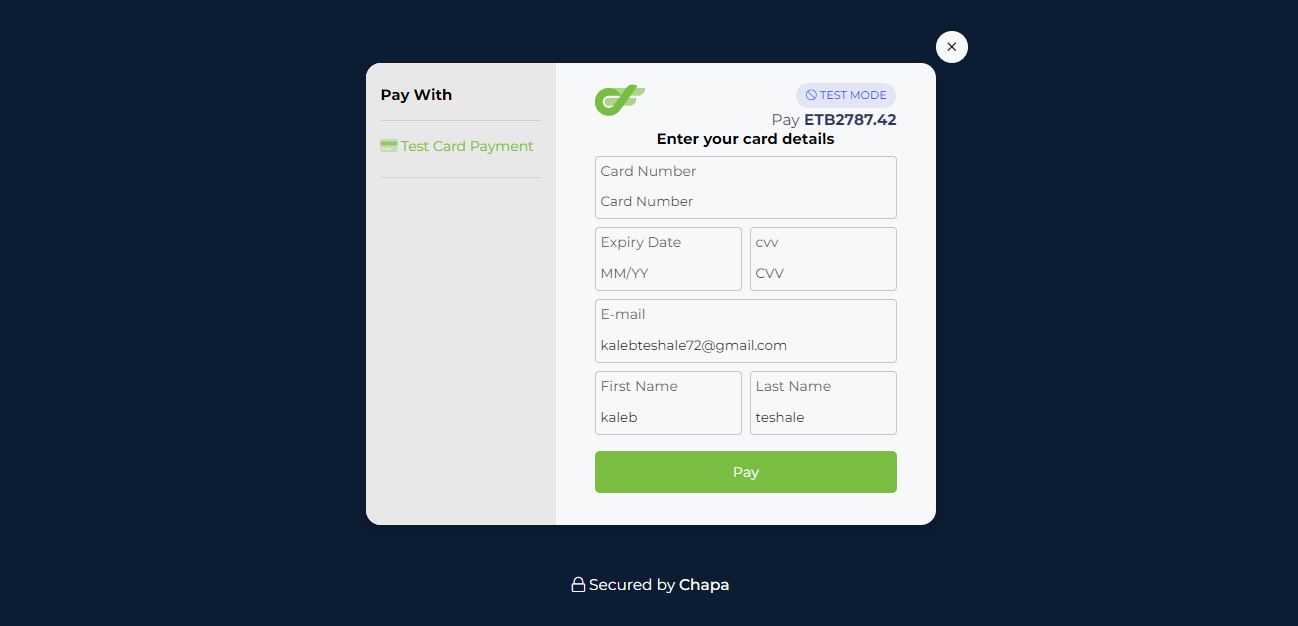 Pay With
Test Card Payment
TEST MODE
Pay ETB2787.42
Enter your card details
Card Number
Card Number
Expiry Date
MM/YY
CVV
CVV
E-mail
kalebteshale72@gmail.com
First Name
kaleb
Last Name
teshale
Pay
Secured by Chapa